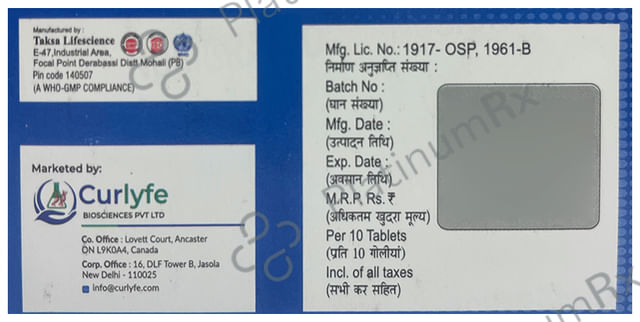 Manufactured by :
Taksa Lifescience
E-47,Industrial Area,
Focal Point Derabassi Distt Mohali (PB)
Pin code 140507
(A WHO-GMP COMPLIANCE)
Marketed by:
Curlyfe
BIOSCIENCES PVT LTD
Co. Office : Lovett Court, Ancaster
ON L9K0A4, Canada
Corp. Office : 16, DLF Tower B, Jasola
New Delhi - 110025
info@curlyfe.com
Mfg. Lic. No.: 1917- OSP, 1961-B
निर्माण अनुज्ञप्ति संख्या :
Batch No :
(घान संख्या)
Mfg. Date :
(उत्पादन तिथि)
Exp. Date :
(अवसान तिथि)
M.R.P. Rs. ₹
(अधिकतम खुदरा मूल्य)
Per 10 Tablets
(प्रति 10 गोलीयां)
Incl. of all taxes
(सभी कर सहित)
PlatinumRx
PlatinumRx
PlatinumRx